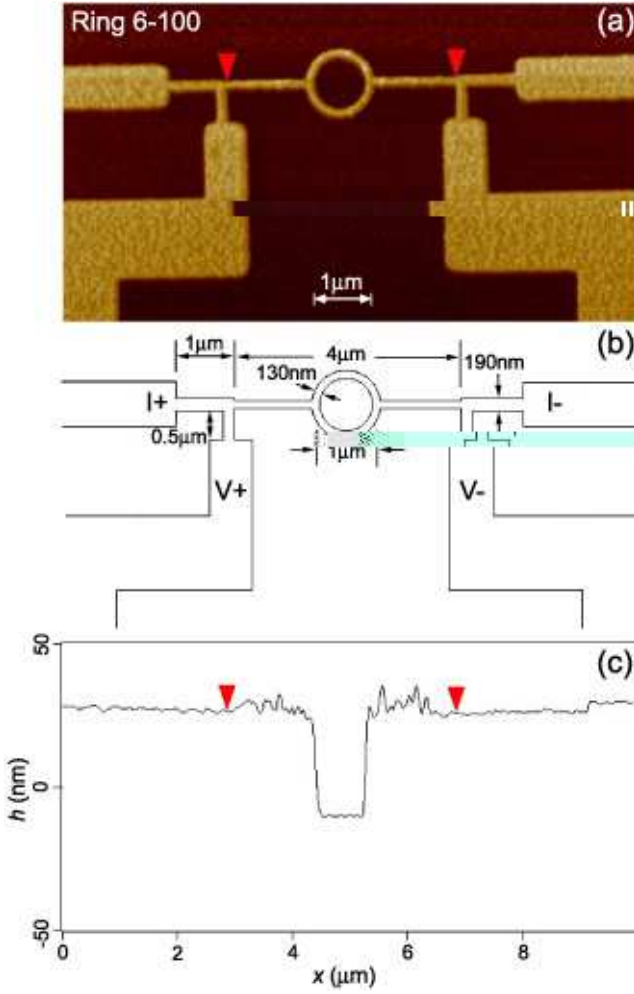 Ring 6-100
(a)
1μm
(b)
1μm
4μm
190nm
130nm
I+
I-
0.5μm
1μm
V+
V-
(c)
50
0
-50
h (nm)
0
2
4
6
8
x (μm)